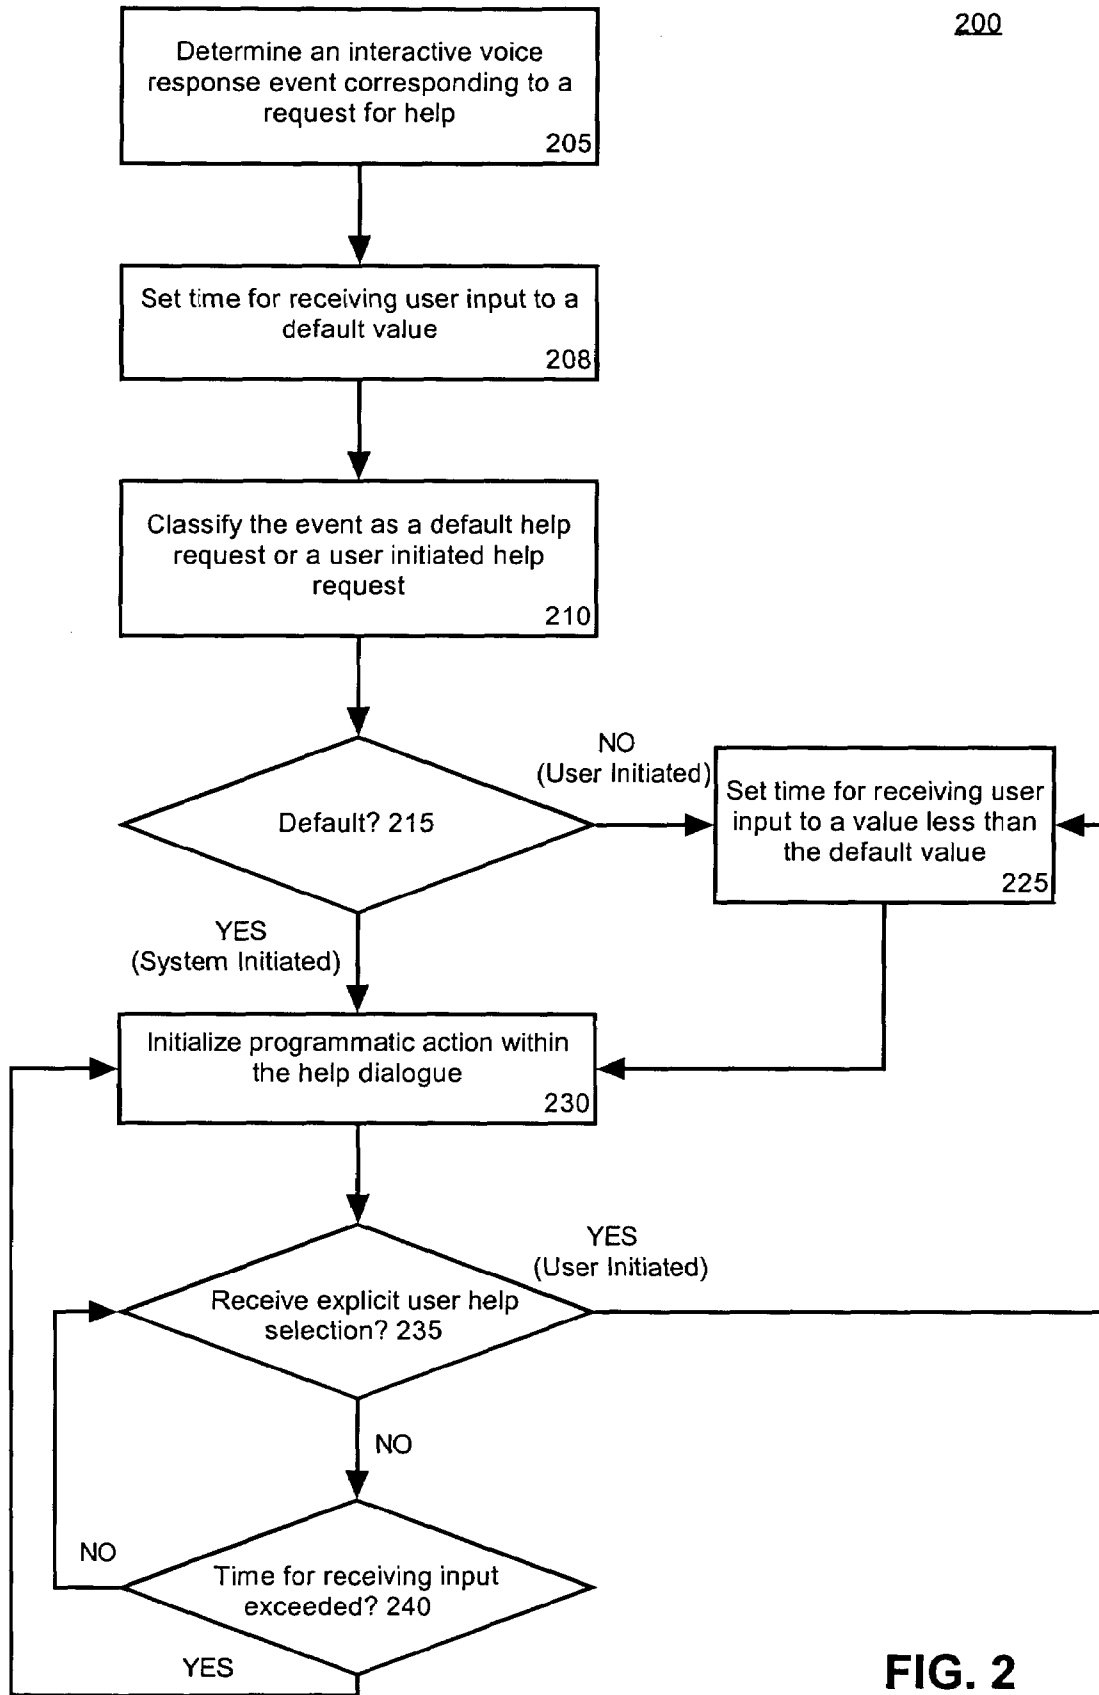 200
Determine an interactive voice
response event corresponding to a
request for help
205
Set time for receiving user input to a
default value
208
Classify the event as a default help
request or a user initiated help
request
210
NO
(User Initiated)
Default? 215
Set time for receiving user
input to a value less than
the default value
225
YES
(System Initiated)
Initialize programmatic action within
the help dialogue
230
YES
(User Initiated)
Receive explicit user help
selection? 235
NO
NO
Time for receiving input
exceeded? 240
YES
FIG. 2